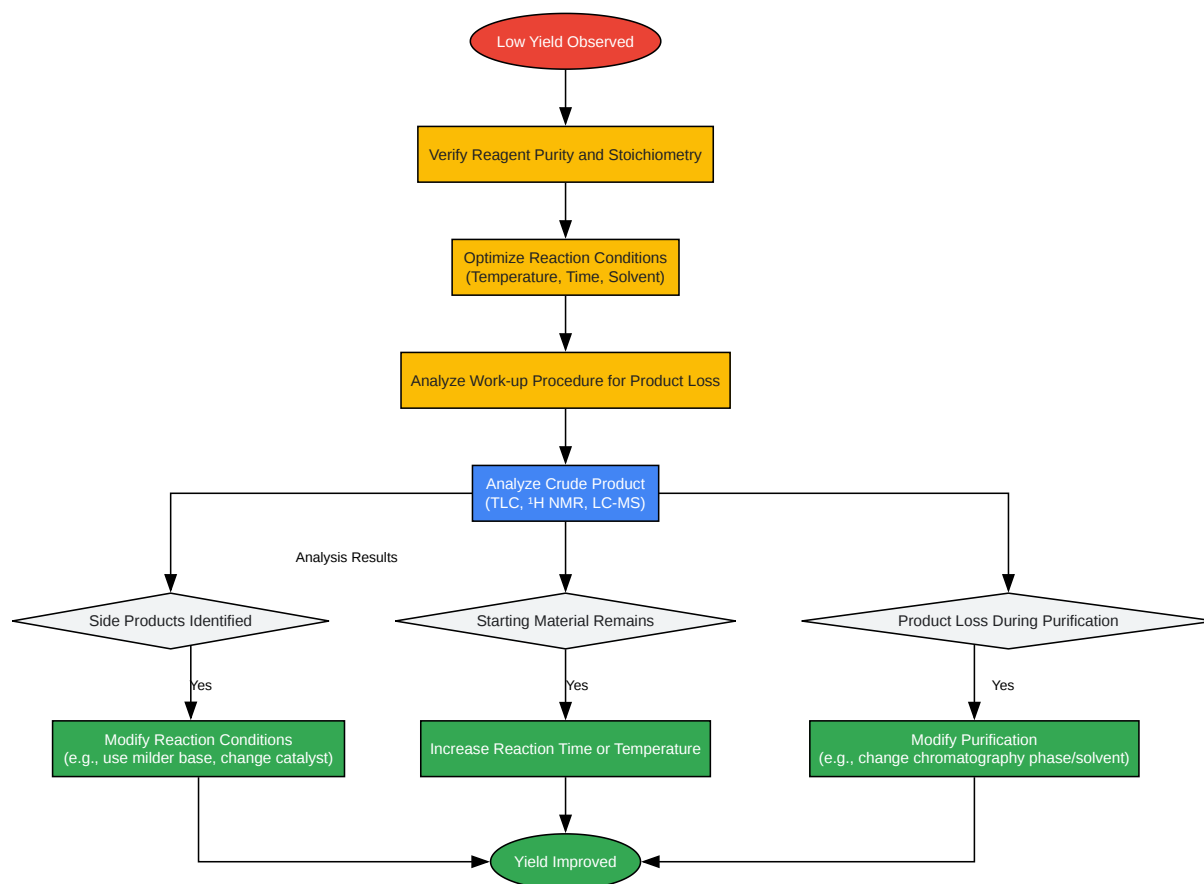 Low Yield Observed
Verify Reagent Purity and Stoichiometry
Optimize Reaction Conditions
(Temperature, Time, Solvent)
Analyze Work-up Procedure for Product Loss
Analyze Crude Product
(TLC, ¹H NMR, LC-MS)
Analysis Results
Side Products Identified
Starting Material Remains
Product Loss During Purification
Yes
Yes
Yes
Modify Reaction Conditions
(e.g., use milder base, change catalyst)
Increase Reaction Time or Temperature
Modify Purification
(e.g., change chromatography phase/solvent)
Yield Improved